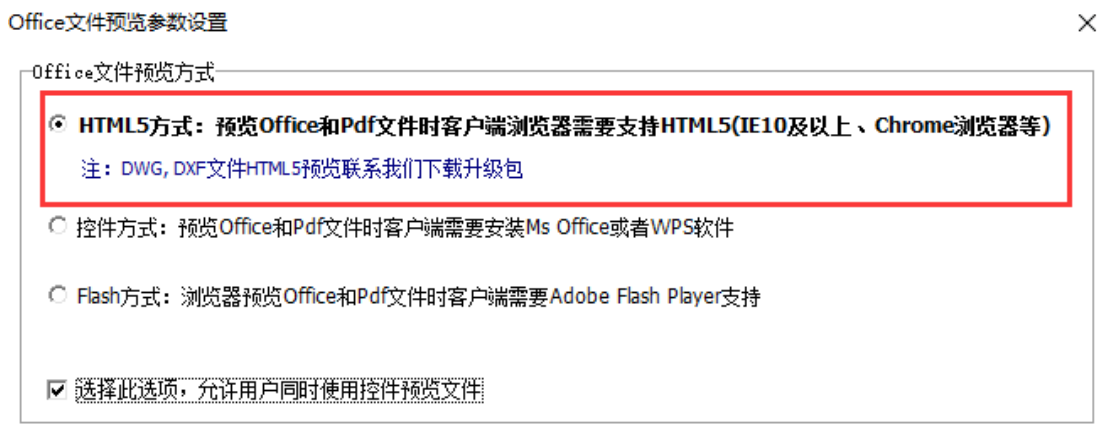 Office文件预览参数设置
Office文件预览方式
HTML5方式：预览Office和Pdf文件时客户端浏览器需要支持HTML5(IE10及以上、Chrome浏览器等)
注：DWG, DXF文件HTML5预览联系我们下载升级包
控件方式：预览Office和Pdf文件时客户端需要安装Ms Office或者WPS软件
Flash方式：浏览器预览Office和Pdf文件时客户端需要Adobe Flash Player支持
选择此选项，允许用户同时使用控件预览文件